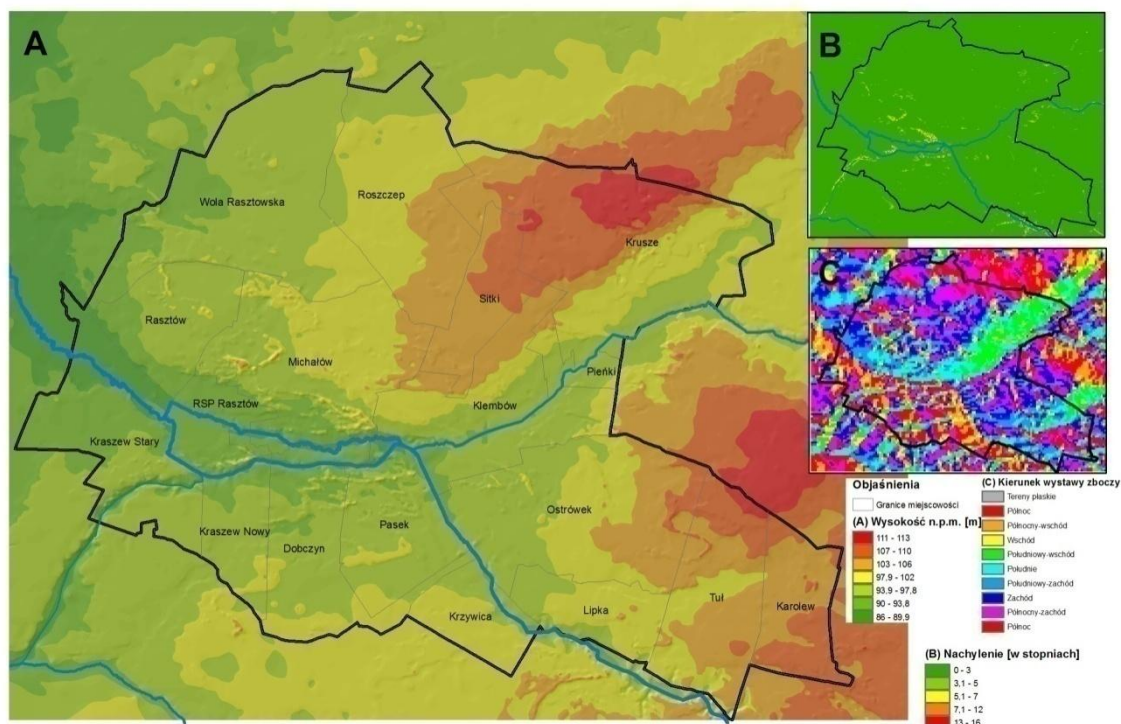 A
B
C
Wola Rasztowska
Roszczep
Krusze
Sitki
Rasztów
Michałów
Pieńki
RSP Rasztów
Klembów
Kraszew Stary
Ostrówek
Kraszew Nowy
Pasek
Dobczyn
Tuł
Karolew
Lipka
Krzywica
Objaśnienia
Granice miejscowości
(A) Wysokość n.p.m. [m]
111 - 113
107 - 110
103 - 106
97,9 - 102
93,9 - 97,8
90 - 93,8
86 - 89,9
(C) Kierunek wystawy zboczy
Tereny płaskie
Północ
Północny-wschód
Wschód
Południowy-wschód
Południe
Południowy-zachód
Zachód
Północny-zachód
Północ
(B) Nachylenie [w stopniach]
0 - 3
3,1 - 5
5,1 - 7
7,1 - 12
13 - 16